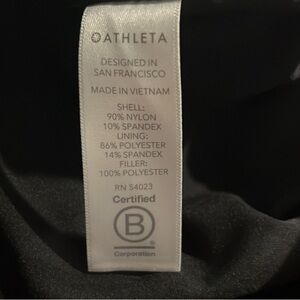 ATHLETA
DESIGNED IN
SAN FRANCISCO
MADE IN VIETNAM
SHELL:
90% NYLON
10% SPANDEX
LINING:
86% POLYESTER
14% SPANDEX
FILLER:
100% POLYESTER
RN 54023
Certified
B
®
Corporation